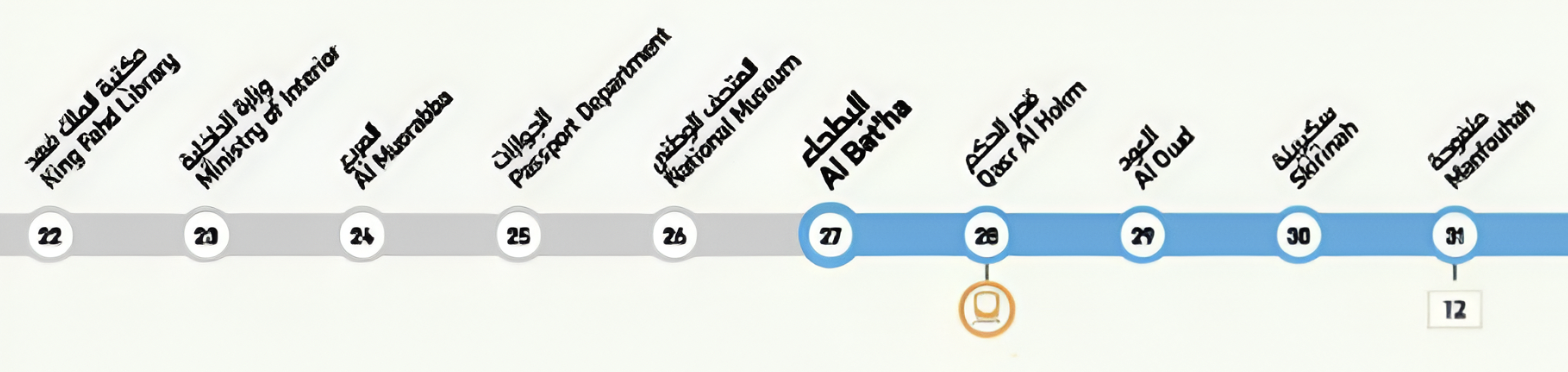 مكتبة الملك فهد
King Fahd Library
وزارة الداخلية
Ministry of Interior
المربع
Al Murabba
الجوازات
Passport Department
المتحف الوطني
National Museum
البطحاء
Al Bat'ha
قصر الحكم
Qasr Al Hokm
العود
Al Oud
سكيرينة
Skirinah
منفوحة
Manfouhah
22
23
24
25
26
27
28
29
30
31
12